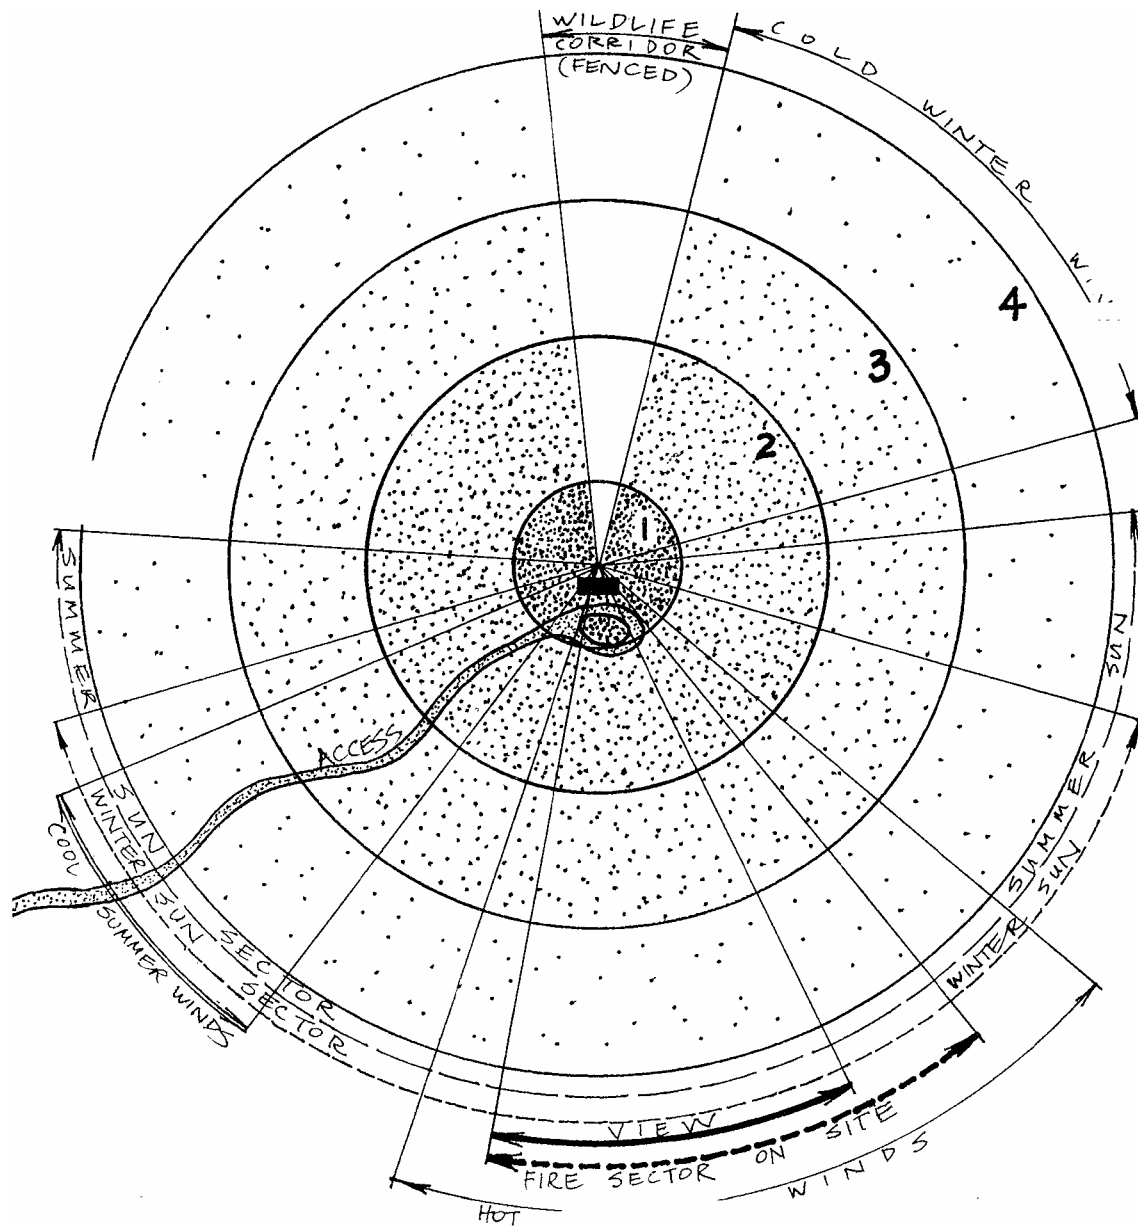 WILDLIFE
CORRIDOR
(FENCED)
COLD WINTER
4
3
2
1
SUN
SUMMER
WINTER SUN
SUMMER
SUN SECTOR
WINTER SUN SECTOR
ACCESS
COOL SUMMER WINDS
VIEW
FIRE SECTOR ON SITE
HOT WINDS